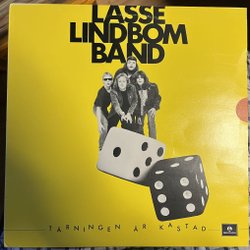 LASSE
LINDBOM
BAND
TÄRNINGEN ÄR KASTAD